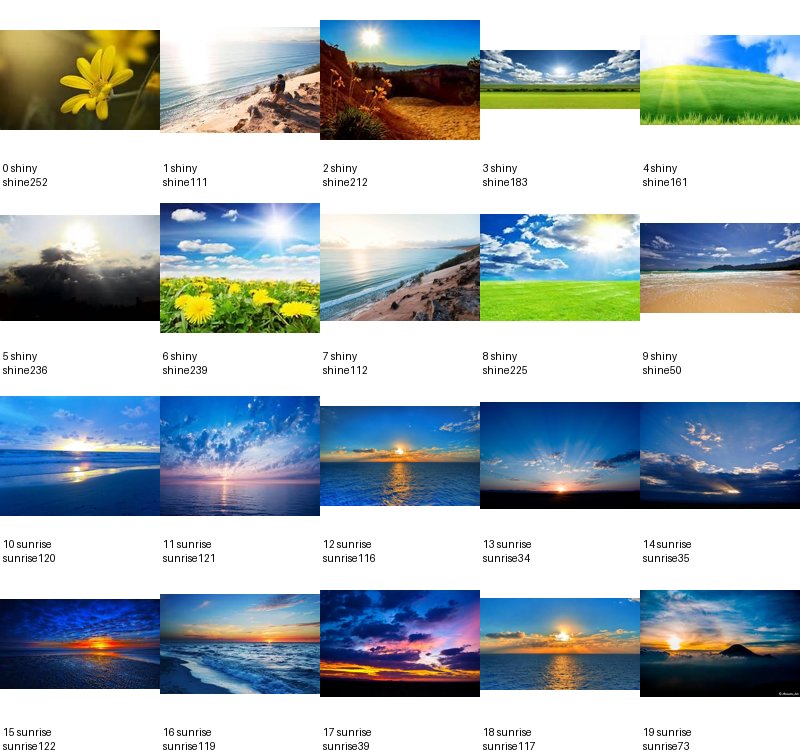 0 shiny
shine252
1 shiny
shine111
2 shiny
shine212
3 shiny
shine183
4 shiny
shine161
5 shiny
shine236
6 shiny
shine239
7 shiny
shine112
8 shiny
shine225
9 shiny
shine50
10 sunrise
sunrise120
11 sunrise
sunrise121
12 sunrise
sunrise116
13 sunrise
sunrise34
14 sunrise
sunrise35
15 sunrise
sunrise122
16 sunrise
sunrise119
17 sunrise
sunrise39
18 sunrise
sunrise117
19 sunrise
sunrise73